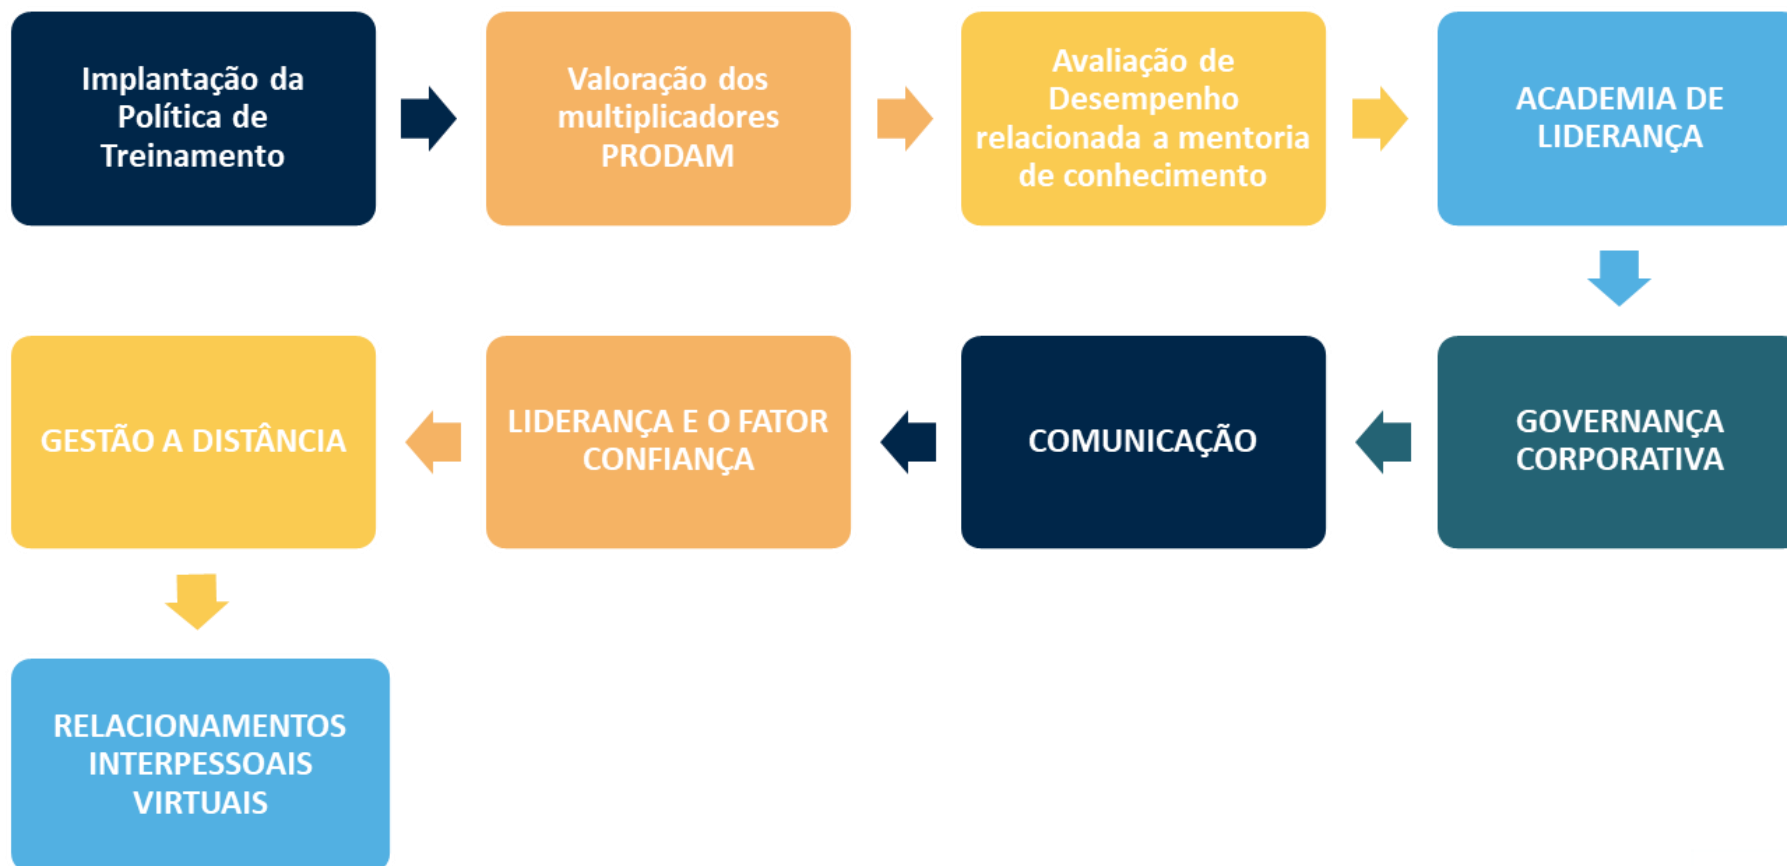 Implantação da
Política de
Treinamento
Valoração dos
multiplicadores
PRODAM
Avaliação de
Desempenho
relacionada a mentoria
de conhecimento
ACADEMIA DE
LIDERANÇA
GOVERNANÇA
CORPORATIVA
COMUNICAÇÃO
LIDERANÇA E O FATOR
CONFIANÇA
GESTÃO A DISTÂNCIA
RELACIONAMENTOS
INTERPESSOAIS
VIRTUAIS